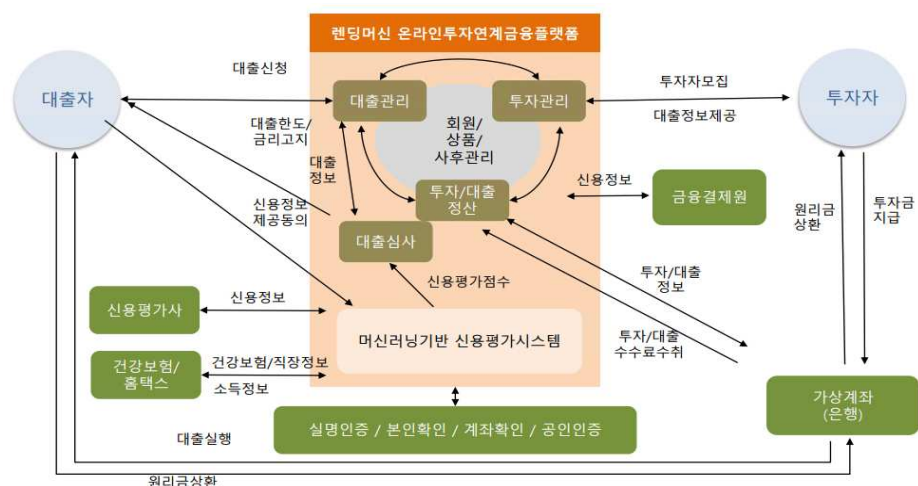 렌딩머신 온라인투자연계금융플랫폼
대출자
대출신청
대출관리
투자관리
투자자모집
투자자
대출정보제공
대출한도/
금리고지
회원/
상품/
사후관리
대출
정보
신용정보
금융결제원
투자/대출
정산
신용정보
제공동의
원리금
상환
투자금
지급
대출심사
신용평가점수
투자/대출
정보
신용평가사
신용정보
머신러닝기반 신용평가시스템
투자/대출
수수료수취
건강보험/
홈택스
건강보험/직장정보
소득정보
가상계좌
(은행)
실명인증 / 본인확인 / 계좌확인 / 공인인증
대출실행
원리금상환